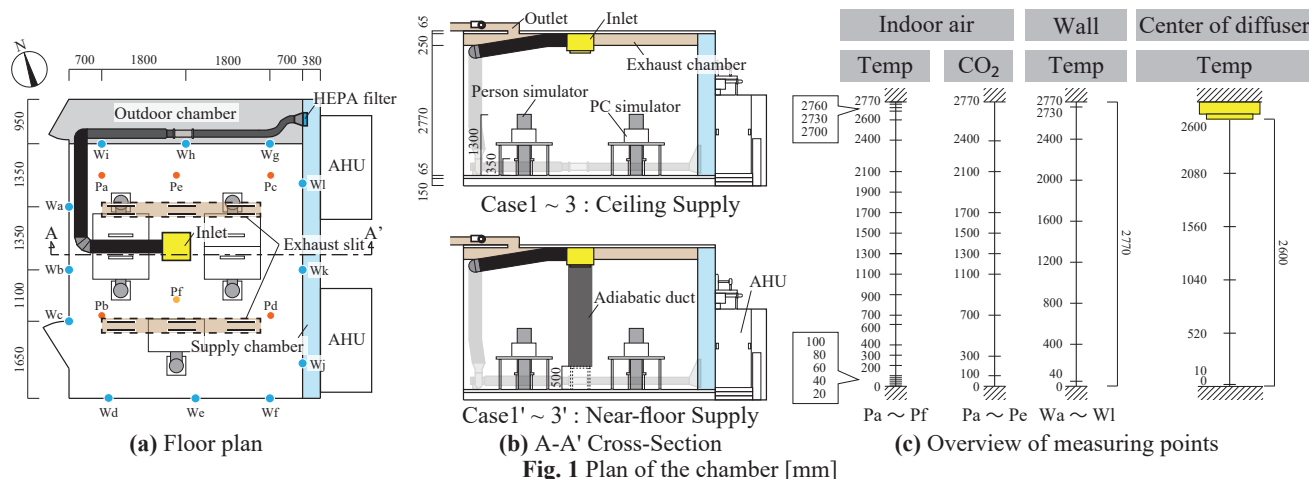 N
700
1800
1800
700
380
950
1350
1350
1100
1650
Outdoor chamber
HEPA filter
Wi
Wh
Wg
AHU
Pa
Pe
Pc
Wl
Wa
Inlet
Exhaust slit
A
A'
Wb
Wk
Pf
Pb
Pd
Wc
Supply chamber
AHU
Wj
Wd
We
Wf
(a) Floor plan
65
250
2770
65
150
Outlet
Inlet
Exhaust chamber
Person simulator
PC simulator
1300
350
Case1 ~ 3 : Ceiling Supply
Adiabatic duct
AHU
500
Case1' ~ 3' : Near-floor Supply
(b) A-A' Cross-Section
Indoor air
Wall
Center of diffuser
Temp
CO₂
Temp
Temp
2760
2730
2700
2770
2600
2400
2100
1900
1700
1500
1300
1100
900
700
600
400
300
200
0
100
80
60
40
20
2770
2400
2100
1700
1500
1300
1100
700
300
100
0
2770
2730
2400
2000
1600
1200
800
400
40
0
2770
2600
2080
1560
1040
520
10
0
2600
Pa ～ Pf
Pa ～ Pe
Wa ～ Wl
(c) Overview of measuring points
Fig. 1 Plan of the chamber [mm]